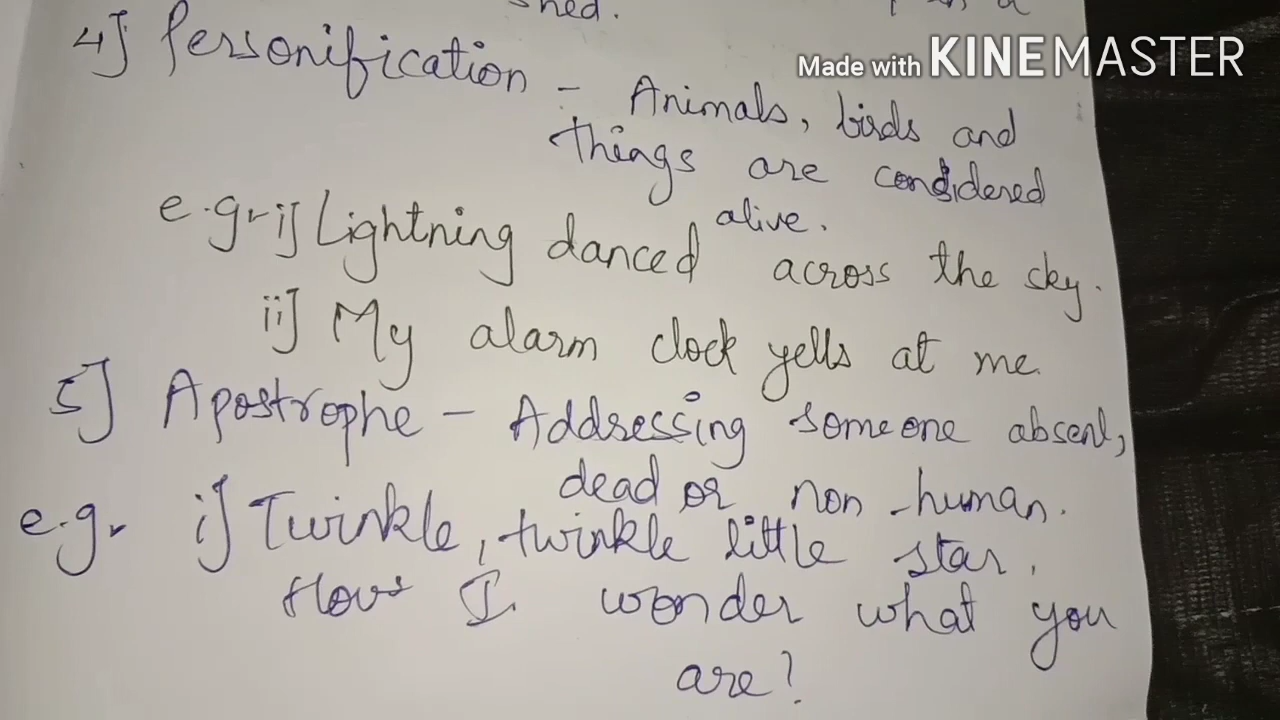 shed.
Made with KINEMASTER
4] Personification - Animals, birds and
things are considered
alive.
e.g. i] Lightning danced across the sky.
ii] My alarm clock yells at me.
5] Apostrophe - Addressing someone absent,
dead or non-human.
e.g. i] Twinkle, twinkle little star.
How I wonder what you
are?